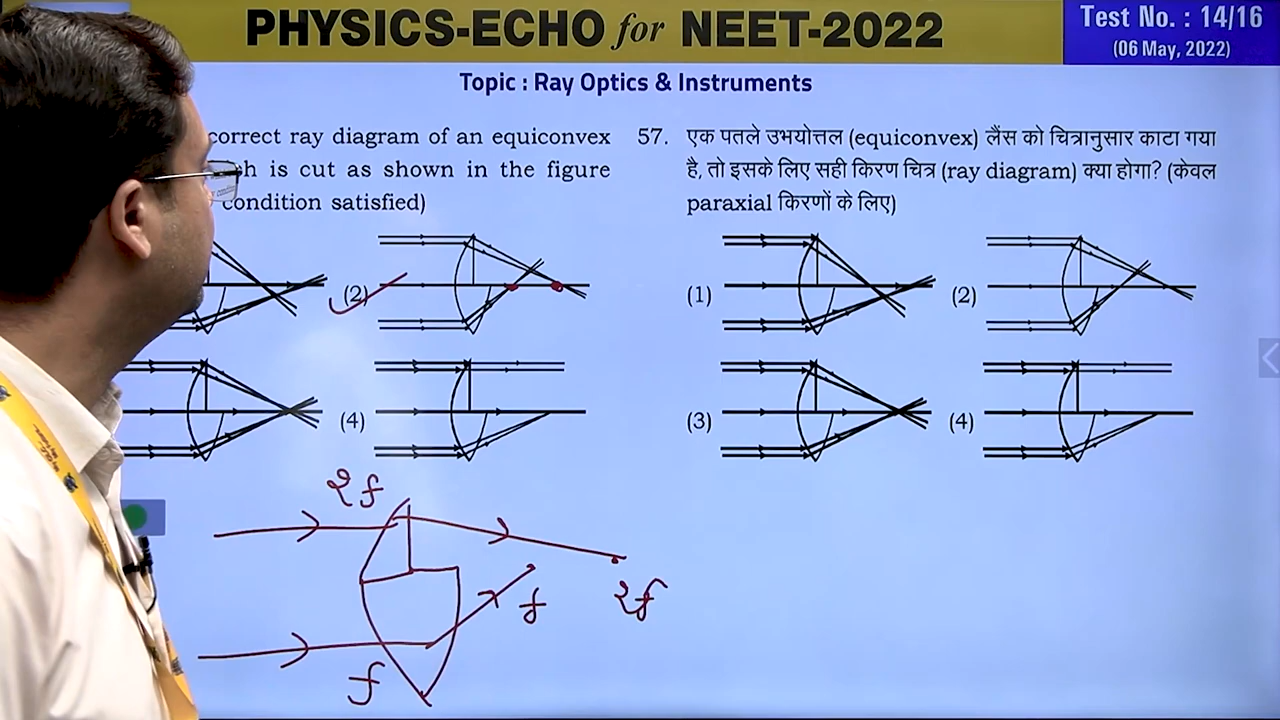 PHYSICS-ECHO for NEET-2022
Test No. : 14/16
(06 May, 2022)
Topic : Ray Optics & Instruments
correct ray diagram of an equiconvex
is cut as shown in the figure
condition satisfied)
(2)
(4)
57. एक पतले उभयोत्तल (equiconvex) लैंस को चित्रानुसार काटा गया
है, तो इसके लिए सही किरण चित्र (ray diagram) क्या होगा? (केवल
paraxial किरणों के लिए)
(1)
(2)
(3)
(4)
2f
f
2f
f